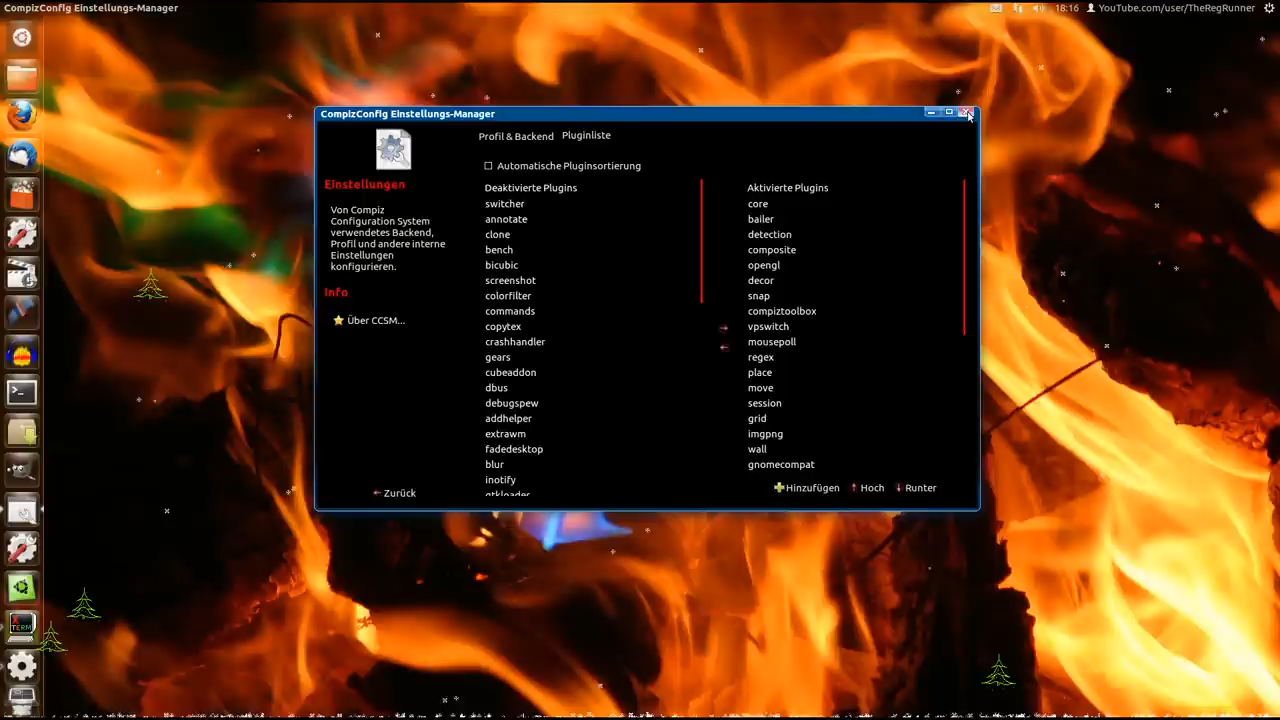 CompizConfig Einstellungs-Manager
18:16
YouTube.com/user/TheRegRunner
CompizConfig Einstellungs-Manager
Profil & Backend
Pluginliste
Automatische Pluginsortierung
Einstellungen
Von Compiz
Configuration System
verwendetes Backend,
Profil und andere interne
Einstellungen
konfigurieren.
Info
Über CCSM...
Zurück
Deaktivierte Plugins
switcher
annotate
clone
bench
bicubic
screenshot
colorfilter
commands
copytex
crashhandler
gears
cubeaddon
dbus
debugspew
addhelper
extrawm
fadedesktop
blur
inotify
gtkloader
Aktivierte Plugins
core
bailer
detection
composite
opengl
decor
snap
compiztoolbox
vpswitch
mousepoll
regex
place
move
session
grid
imgpng
wall
gnomecompat
Hinzufügen
Hoch
Runter
TERM